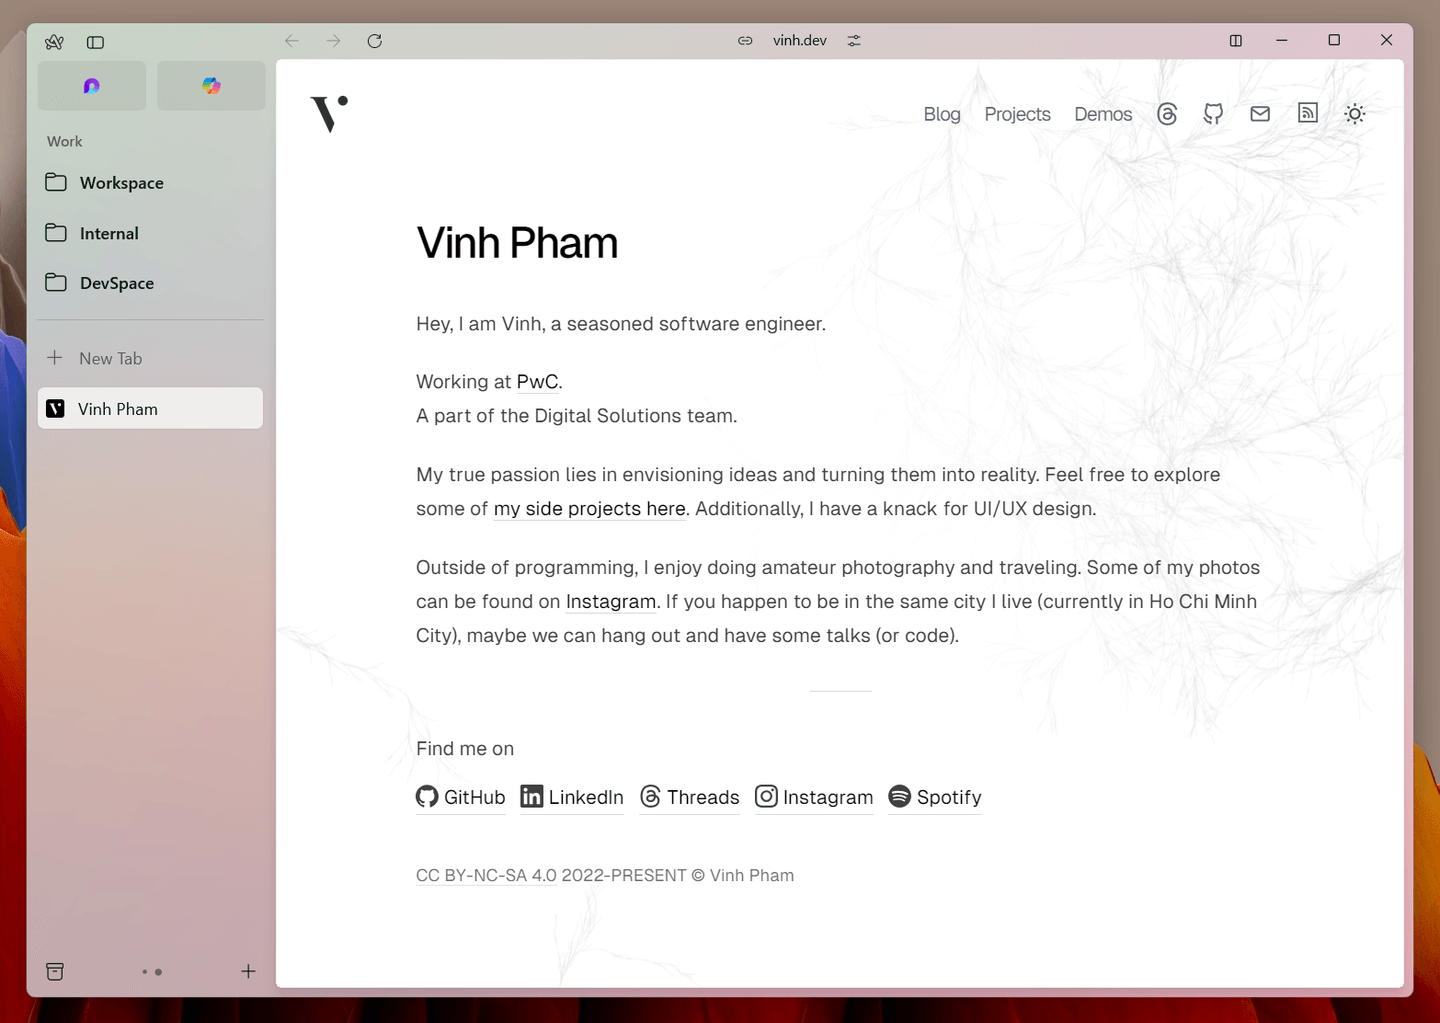 vinh.dev
Work
Workspace
Internal
DevSpace
New Tab
Vinh Pham
Blog Projects Demos
Vinh Pham
Hey, I am Vinh, a seasoned software engineer.
Working at PwC.
A part of the Digital Solutions team.
My true passion lies in envisioning ideas and turning them into reality. Feel free to explore
some of my side projects here. Additionally, I have a knack for UI/UX design.
Outside of programming, I enjoy doing amateur photography and traveling. Some of my photos
can be found on Instagram. If you happen to be in the same city I live (currently in Ho Chi Minh
City), maybe we can hang out and have some talks (or code).
Find me on
GitHub LinkedIn Threads Instagram Spotify
CC BY-NC-SA 4.0 2022-PRESENT © Vinh Pham